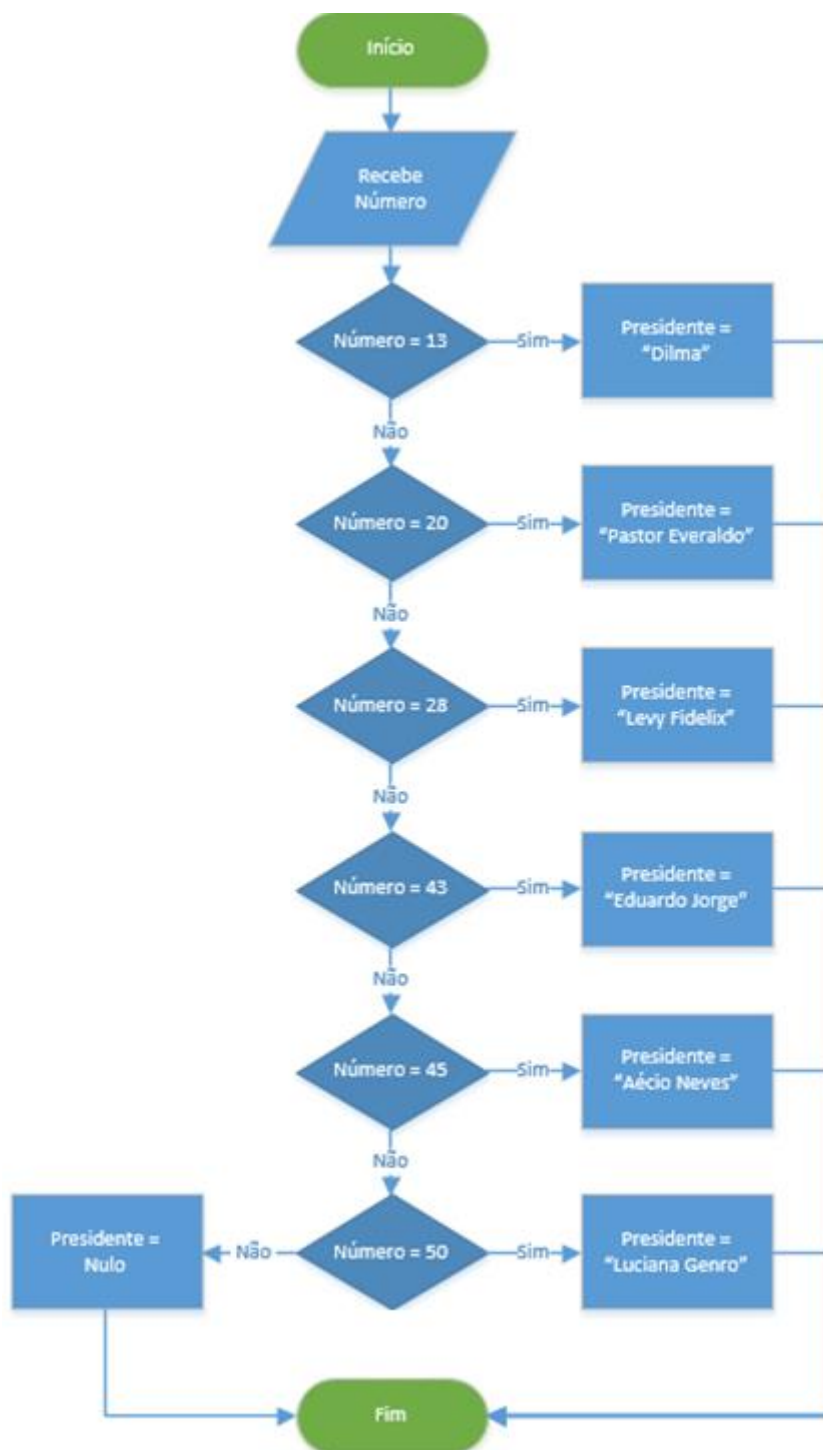 Início
Recebe
Número
Número = 13
Sim
Presidente =
“Dilma”
Não
Número = 20
Sim
Presidente =
“Pastor Everaldo”
Não
Número = 28
Sim
Presidente =
“Levy Fidelix”
Não
Número = 43
Sim
Presidente =
“Eduardo Jorge”
Não
Número = 45
Sim
Presidente =
“Aécio Neves”
Não
Presidente =
Nulo
Não
Número = 50
Sim
Presidente =
“Luciana Genro”
Fim